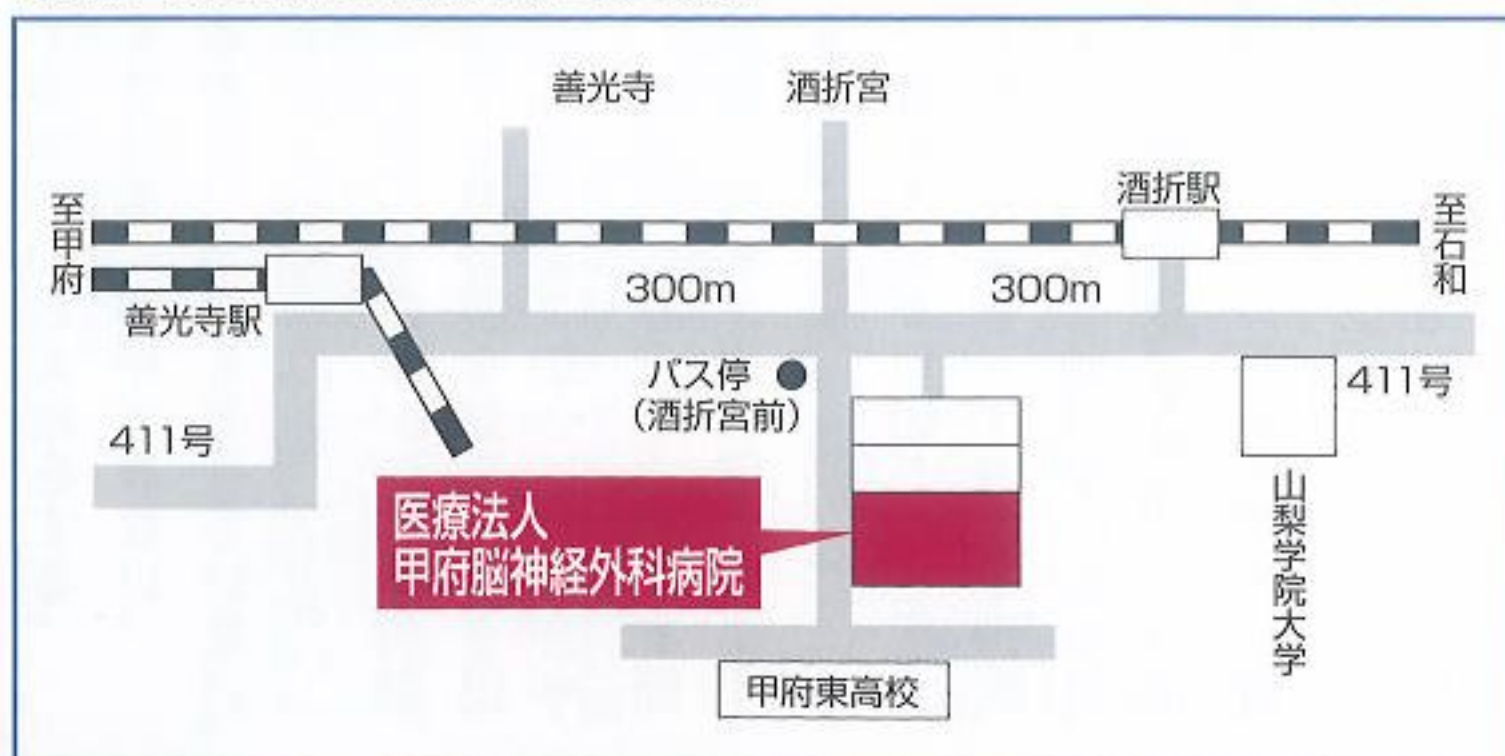 善光寺
酒折宮
至甲府
酒折駅
至石和
善光寺駅
300m
300m
411号
バス停
(酒折宮前)
411号
医療法人
甲府脳神経外科病院
山梨学院大学
甲府東高校